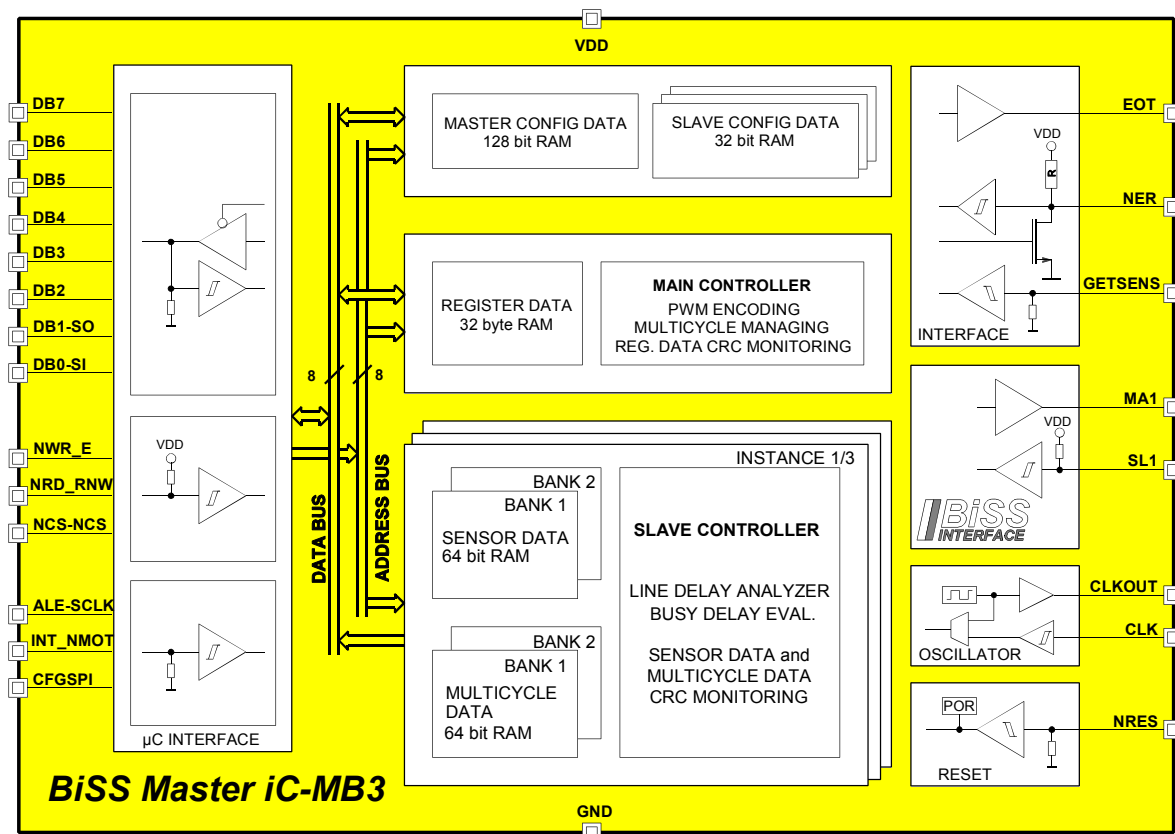 VDD
DB7
DB6
DB5
DB4
DB3
DB2
DB1-SO
DB0-SI
NWR_E
NRD_RNW
NCS-NCS
ALE-SCLK
INT_NMOT
CFGSPI
VDD
µC INTERFACE
8
8
DATA BUS
ADDRESS BUS
MASTER CONFIG DATA
128 bit RAM
SLAVE CONFIG DATA
32 bit RAM
REGISTER DATA
32 byte RAM
MAIN CONTROLLER
PWM ENCODING
MULTICYCLE MANAGING
REG. DATA CRC MONITORING
INSTANCE 1/3
BANK 2
BANK 1
SENSOR DATA
64 bit RAM
BANK 2
BANK 1
MULTICYCLE
DATA
64 bit RAM
SLAVE CONTROLLER
LINE DELAY ANALYZER
BUSY DELAY EVAL.
SENSOR DATA and
MULTICYCLE DATA
CRC MONITORING
EOT
VDD
R
NER
GETSENS
INTERFACE
MA1
VDD
SL1
BiSS
INTERFACE
CLKOUT
CLK
OSCILLATOR
POR
NRES
RESET
BiSS Master iC-MB3
GND